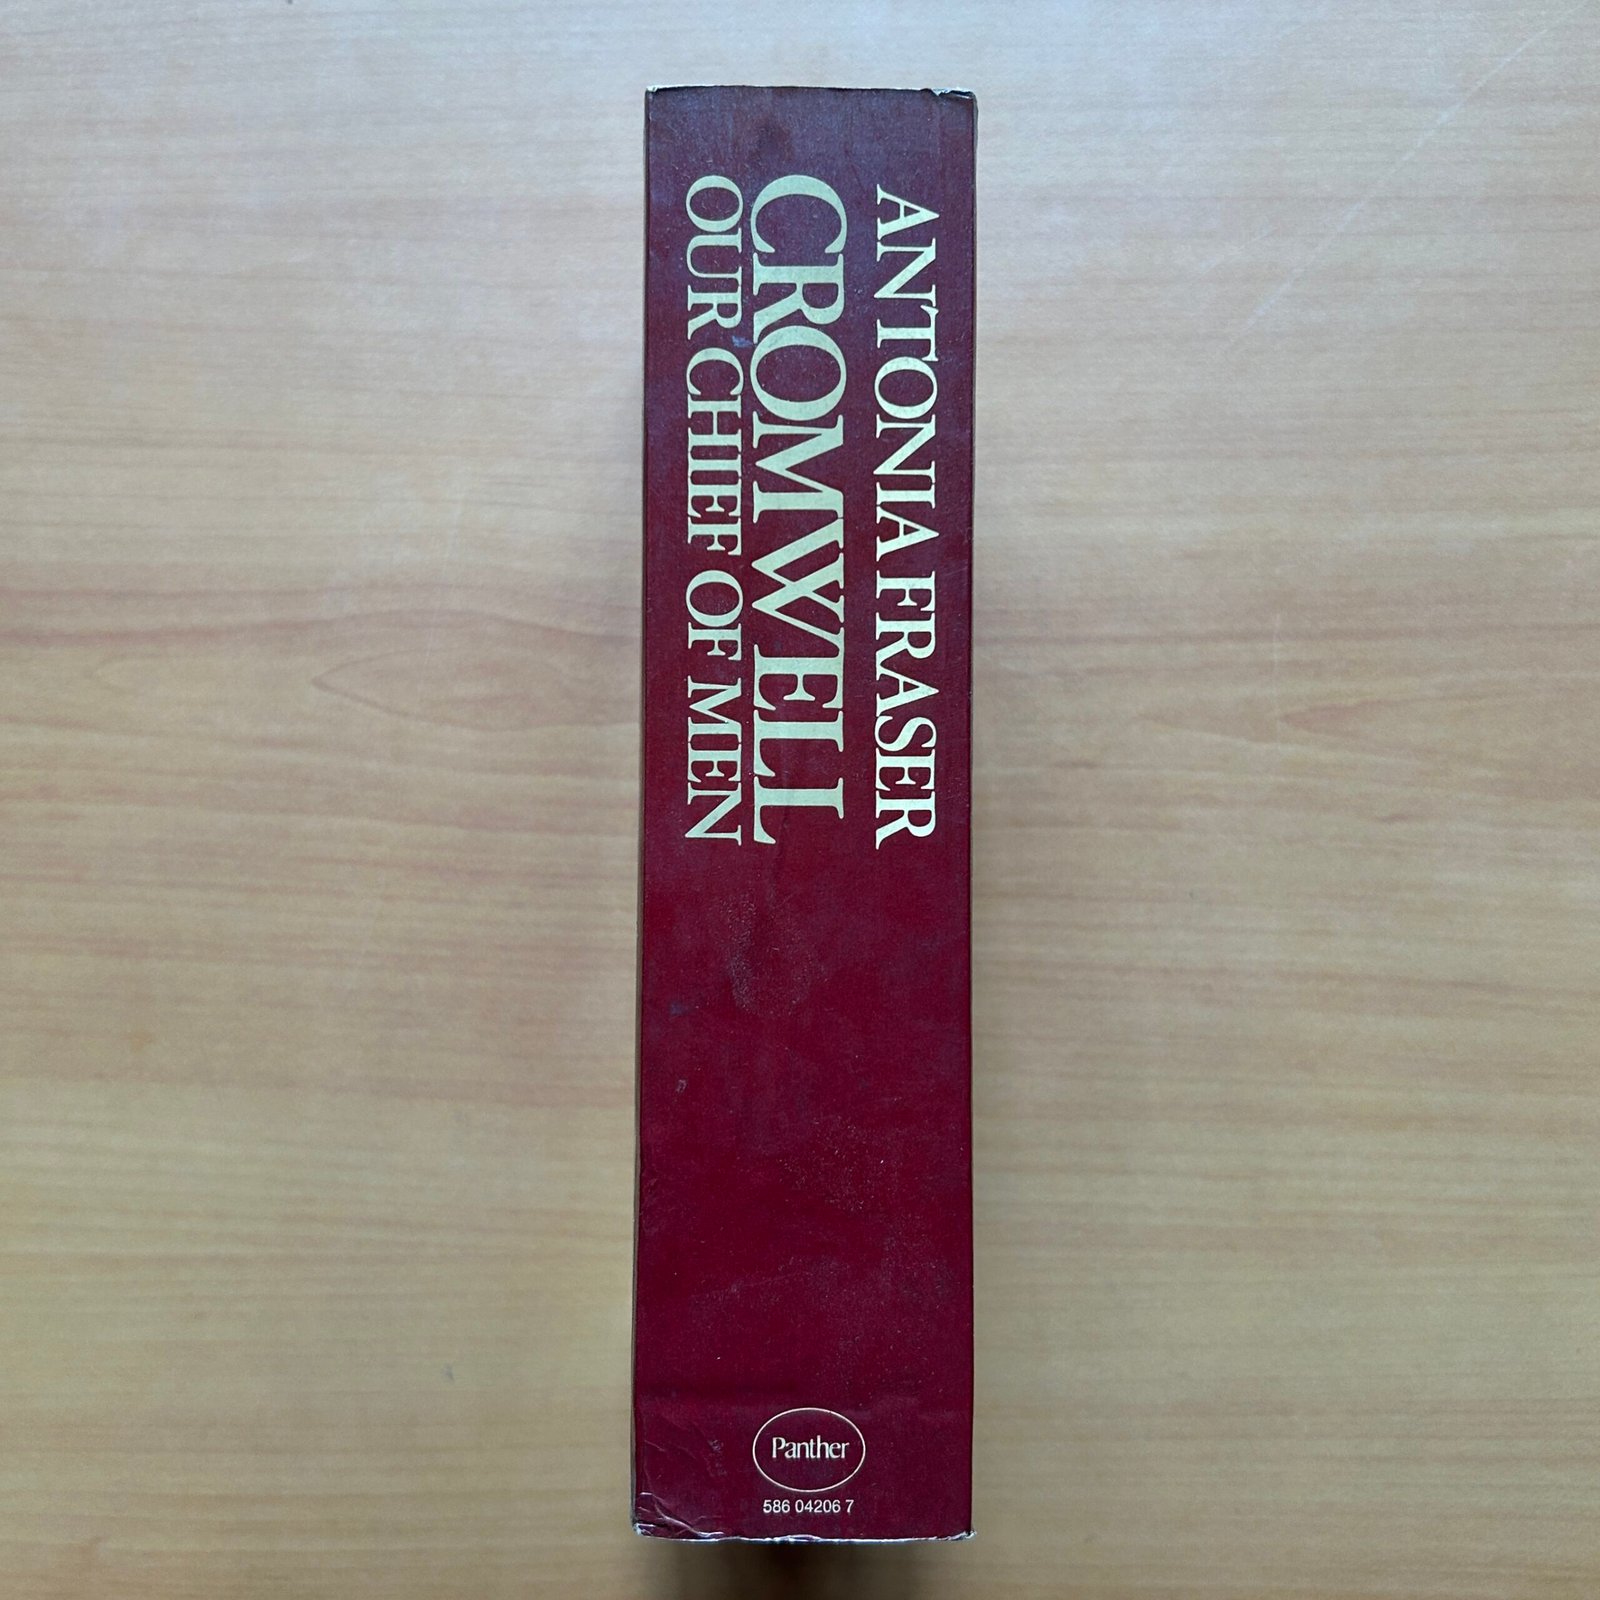 ANTONIA FRASER
CROMWELL
OUR CHIEF OF MEN
Panther
586 04206 7